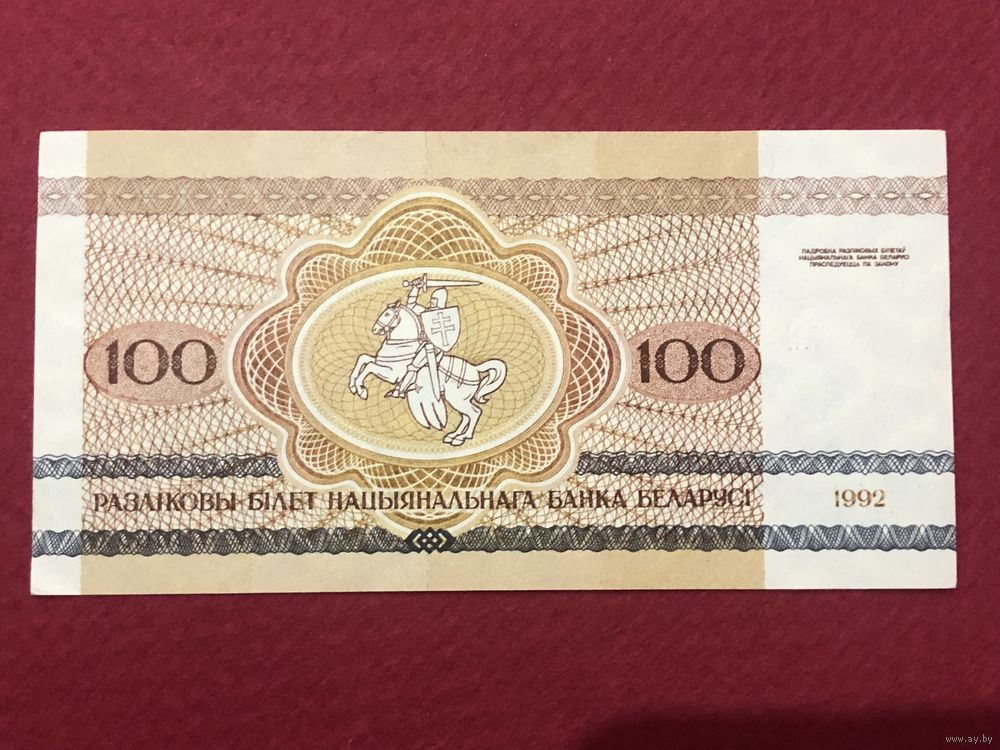 ПАДРОБКА РАЗЛІКОВЫХ БІЛЕТАЎ
НАЦЫЯНАЛЬНАГА БАНКА БЕЛАРУСІ
ПРАСЛЕДУЕЦЦА ПА ЗАКОНУ
100
100
РАЗЛІКОВЫ БІЛЕТ НАЦЫЯНАЛЬНАГА БАНКА БЕЛАРУСІ
1992
www.ay.by